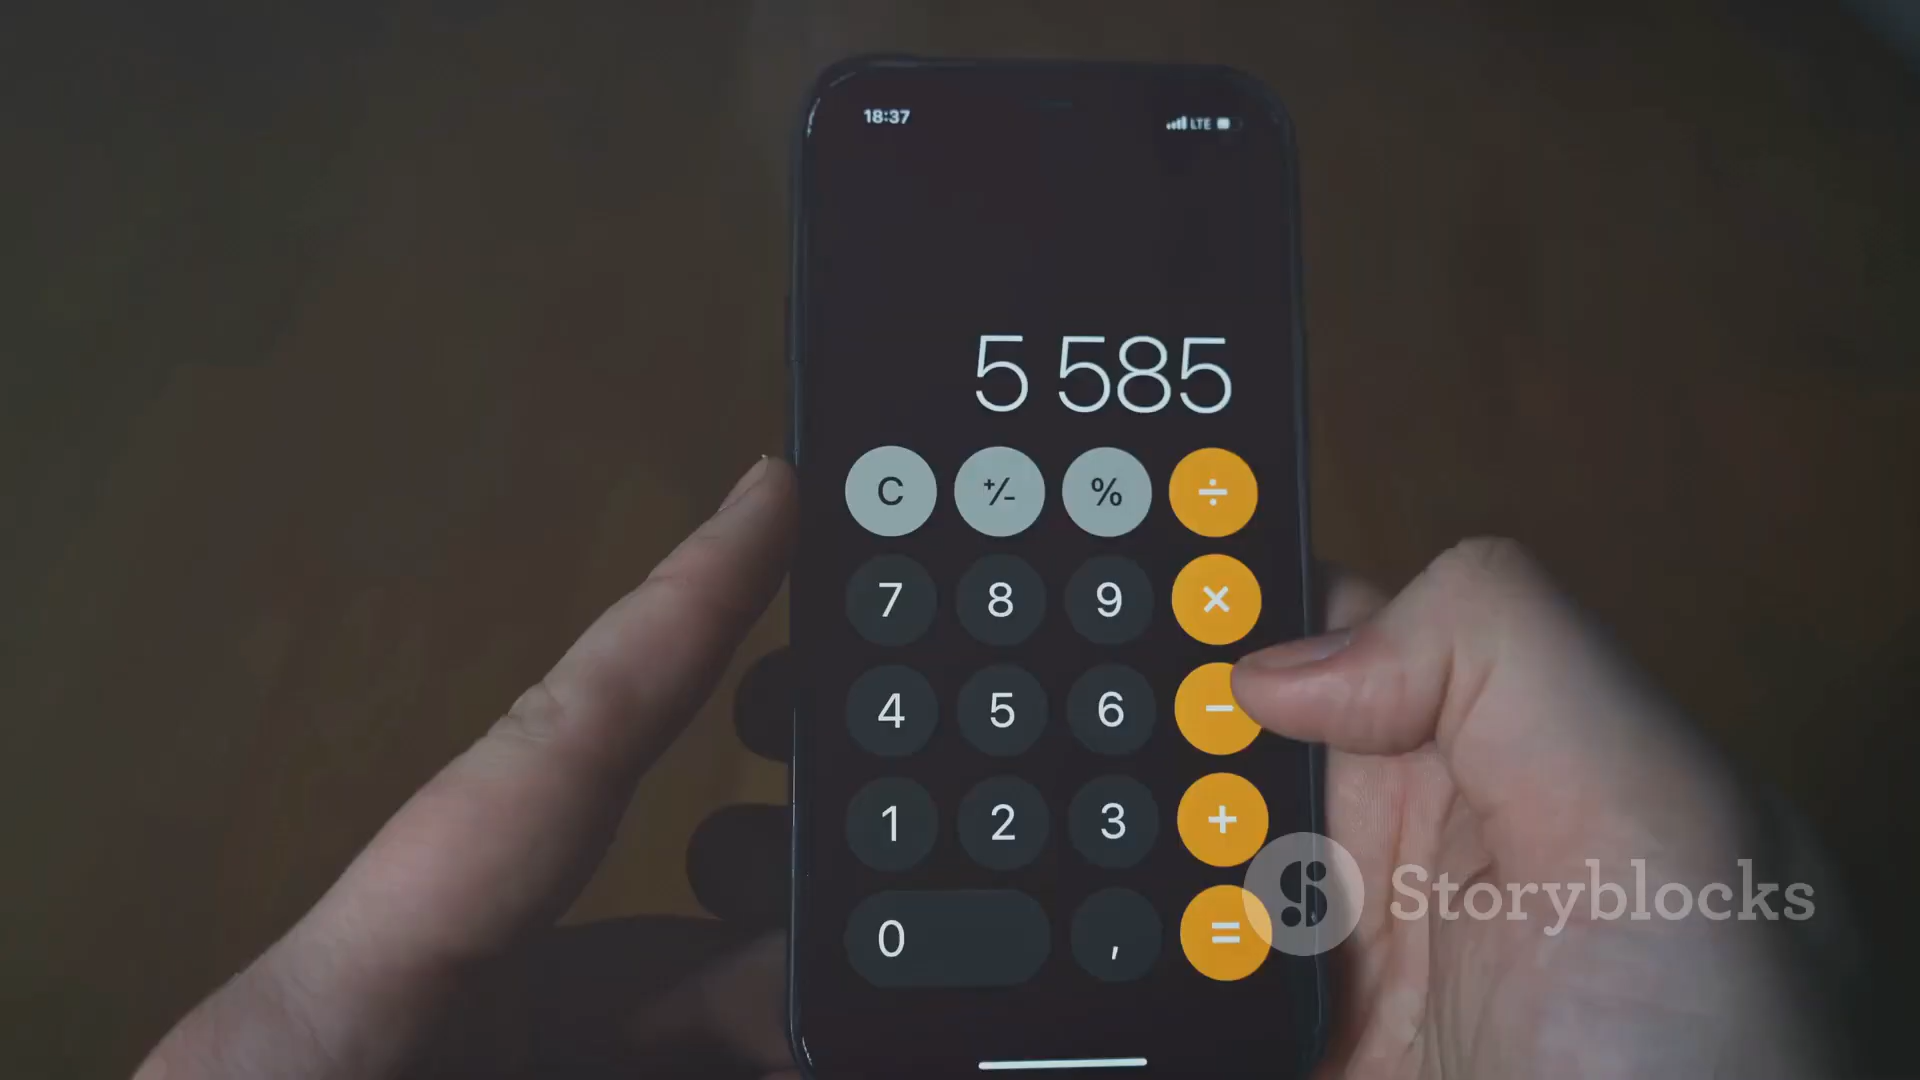 18:37 LTE
5 585
C +/- % ÷
7 8 9 ×
4 5 6 −
1 2 3 +
0 , =
Storyblocks